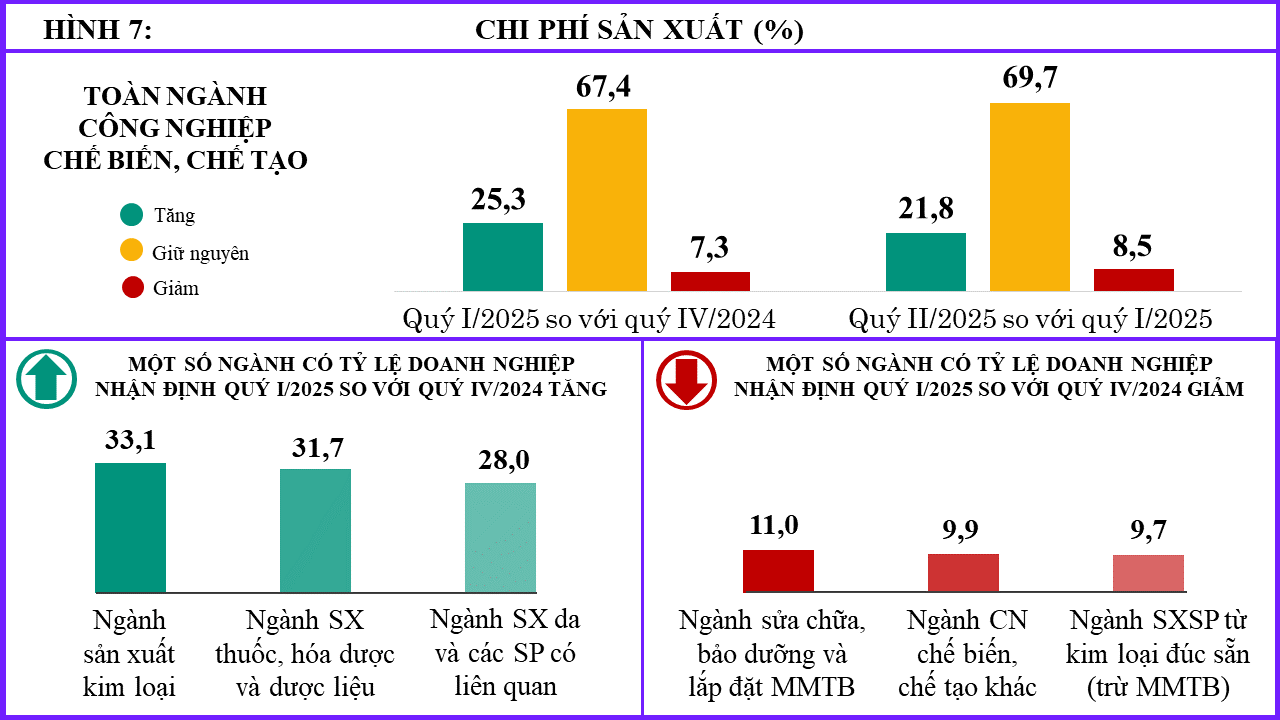 HÌNH 7:
CHI PHÍ SẢN XUẤT (%)
TOÀN NGÀNH
CÔNG NGHIỆP
CHẾ BIẾN, CHẾ TẠO
Tăng
Giữ nguyên
Giảm
25,3
67,4
7,3
21,8
69,7
8,5
Quý I/2025 so với quý IV/2024
Quý II/2025 so với quý I/2025
MỘT SỐ NGÀNH CÓ TỶ LỆ DOANH NGHIỆP
NHẬN ĐỊNH QUÝ I/2025 SO VỚI QUÝ IV/2024 TĂNG
33,1
31,7
28,0
Ngành
sản xuất
kim loại
Ngành SX
thuốc, hóa dược
và dược liệu
Ngành SX da
và các SP có
liên quan
MỘT SỐ NGÀNH CÓ TỶ LỆ DOANH NGHIỆP
NHẬN ĐỊNH QUÝ I/2025 SO VỚI QUÝ IV/2024 GIẢM
11,0
9,9
9,7
Ngành sửa chữa,
bảo dưỡng và
lắp đặt MMTB
Ngành CN
chế biến,
chế tạo khác
Ngành SXSP từ
kim loại đúc sẵn
(trừ MMTB)